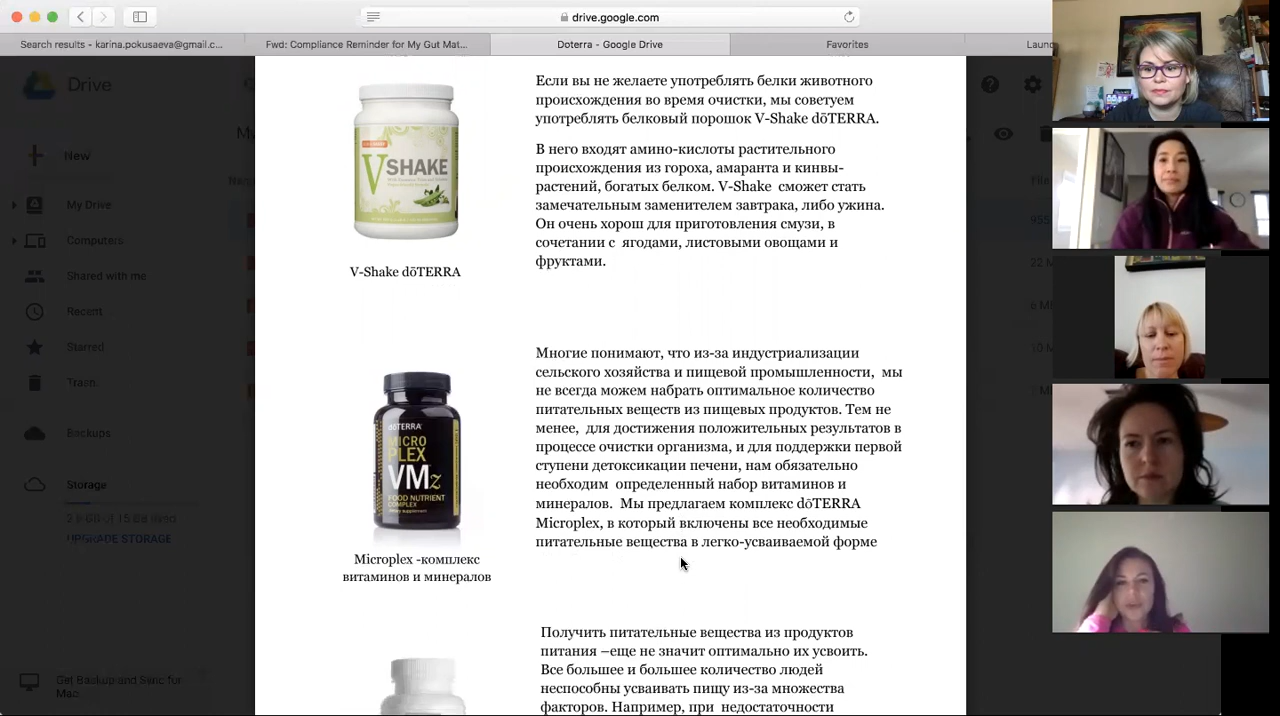 drive.google.com
Search results - karina.pokusaeva@gmail.c...
Fwd: Compliance Reminder for My Gut Mat...
Doterra - Google Drive
Favorites
Laun
Drive
New
My Drive
Computers
Shared with me
Recent
Starred
Trash
Backups
Storage
UPGRADE STORAGE
Get Backup and Sync for
Mac
V SHAKE
V-Shake dōTERRA
Если вы не желаете употреблять белки животного
происхождения во время очистки, мы советуем
употреблять белковый порошок V-Shake dōTERRA.
В него входят амино-кислоты растительного
происхождения из гороха, амаранта и кинвы-
растений, богатых белком. V-Shake  сможет стать
замечательным заменителем завтрака, либо ужина.
Он очень хорош для приготовления смузи, в
сочетании с  ягодами, листовыми овощами и
фруктами.
dōTERRA
MICRO
PLEX
VMz
FOOD NUTRIENT
COMPLEX
Microplex -комплекс
витаминов и минералов
Многие понимают, что из-за индустриализации
сельского хозяйства и пищевой промышленности,  мы
не всегда можем набрать оптимальное количество
питательных веществ из пищевых продуктов. Тем не
менее,  для достижения положительных результатов в
процессе очистки организма, и для поддержки первой
ступени детоксикации печени, нам обязательно
необходим  определенный набор витаминов и
минералов.  Мы предлагаем комплекс dōTERRA
Microplex, в который включены все необходимые
питательные вещества в легко-усваиваемой форме
Получить питательные вещества из продуктов
питания –еще не значит оптимально их усвоить.
Все большее и большее количество людей
неспособны усваивать пищу из-за множества
факторов. Например, при  недостаточности